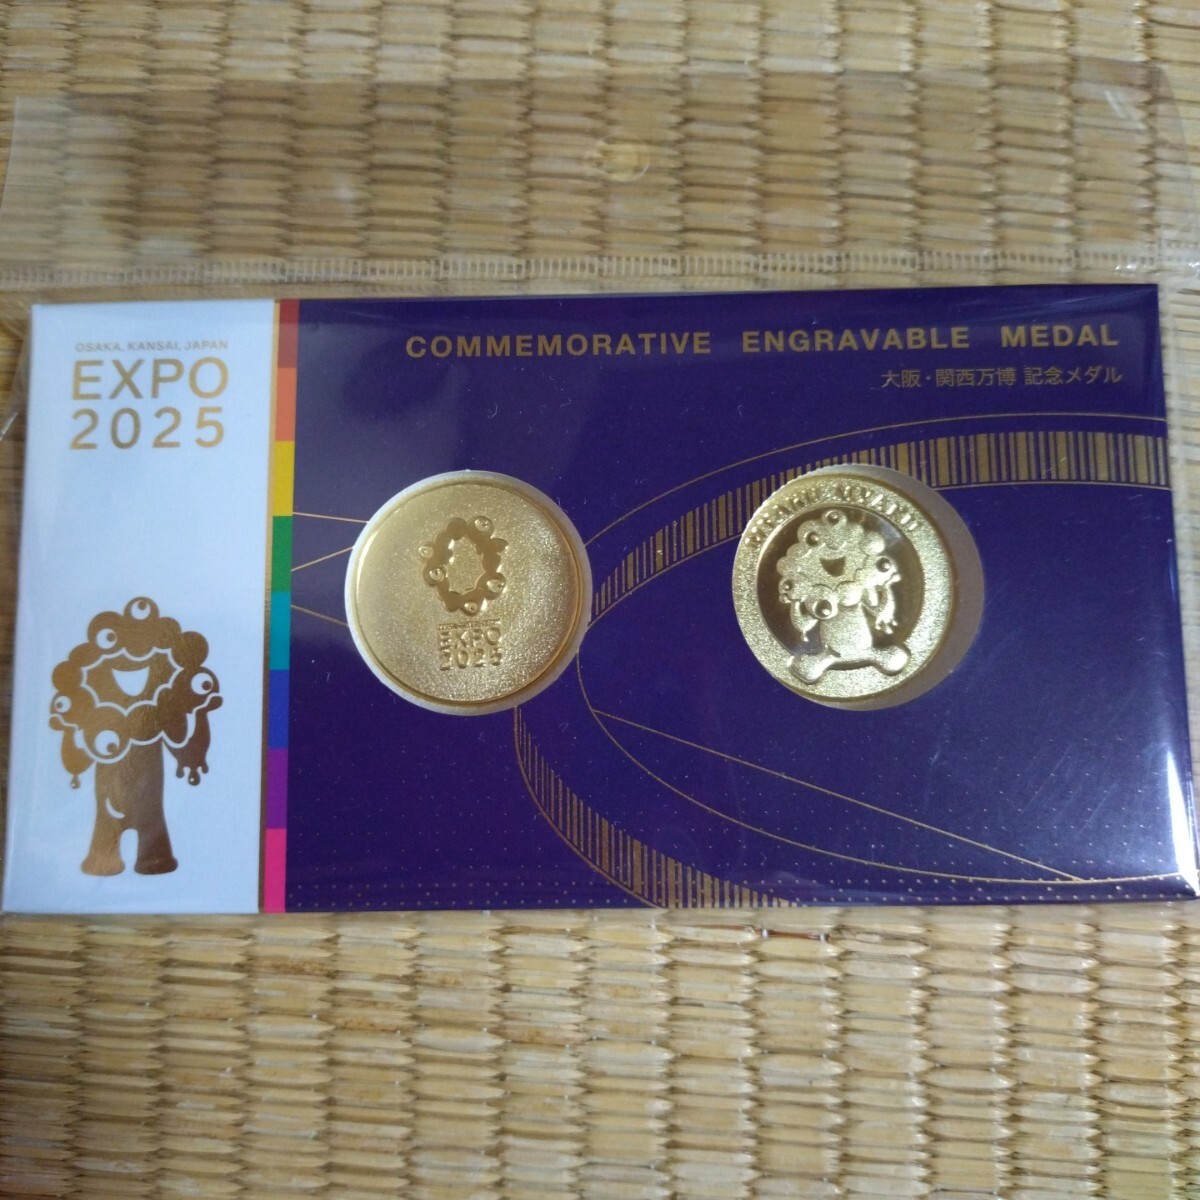 OSAKA, KANSAI, JAPAN
EXPO
2025
COMMEMORATIVE ENGRAVABLE MEDAL
大阪・関西万博 記念メダル
EXPO
2025